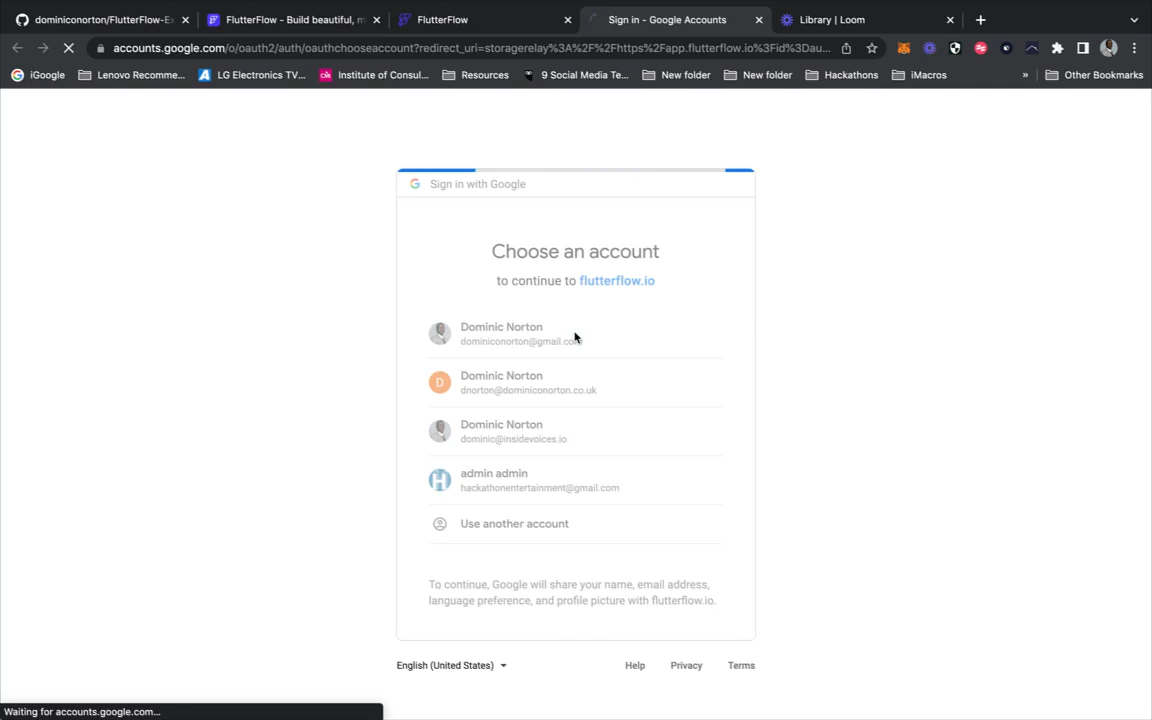 dominiconorton/FlutterFlow-Ex
FlutterFlow - Build beautiful, m
FlutterFlow
Sign in - Google Accounts
Library | Loom
accounts.google.com/o/oauth2/auth/oauthchooseaccount?redirect_uri=storagerelay%3A%2F%2Fhttps%2Fapp.flutterflow.io%3Fid%3Dau...
iGoogle
Lenovo Recomme...
LG Electronics TV...
Institute of Consul...
Resources
9 Social Media Te...
New folder
New folder
Hackathons
iMacros
»
Other Bookmarks
Sign in with Google
Choose an account
to continue to flutterflow.io
Dominic Norton
dominiconorton@gmail.com
D
Dominic Norton
dnorton@dominiconorton.co.uk
Dominic Norton
dominic@insidevoices.io
H
admin admin
hackathonentertainment@gmail.com
Use another account
To continue, Google will share your name, email address,
language preference, and profile picture with flutterflow.io.
English (United States)
Help
Privacy
Terms
Waiting for accounts.google.com...